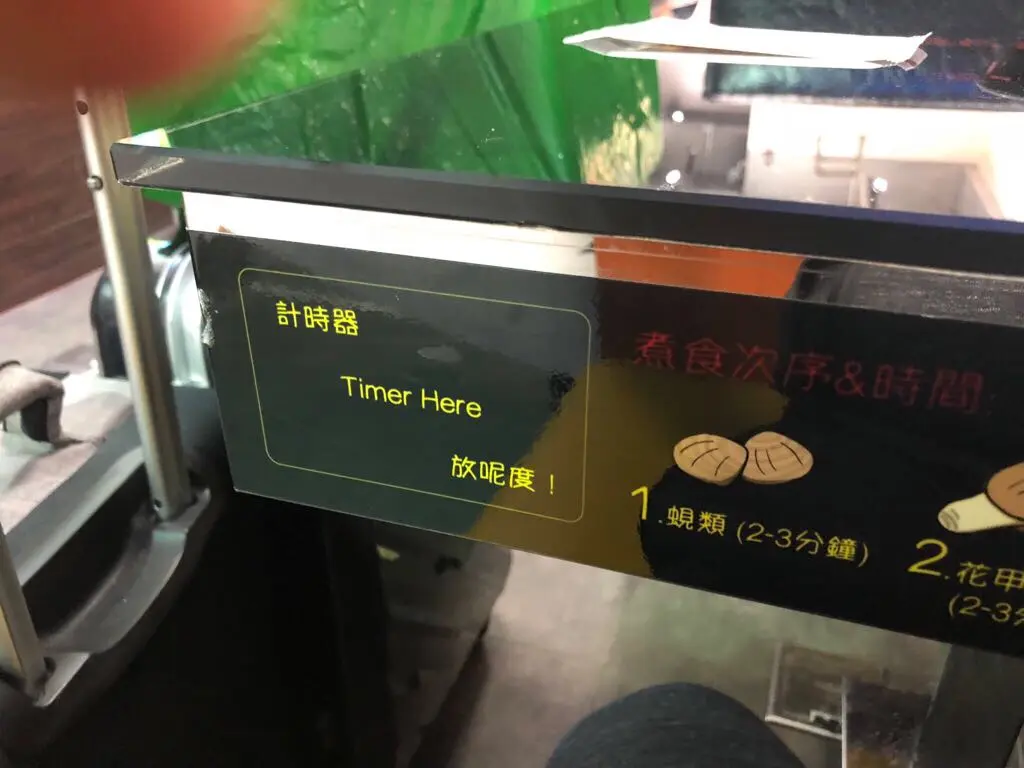 計時器
Timer Here
放呢度！
煮食次序&時間:
1.蜆類 (2-3分鐘)
2.花甲
(2-3分